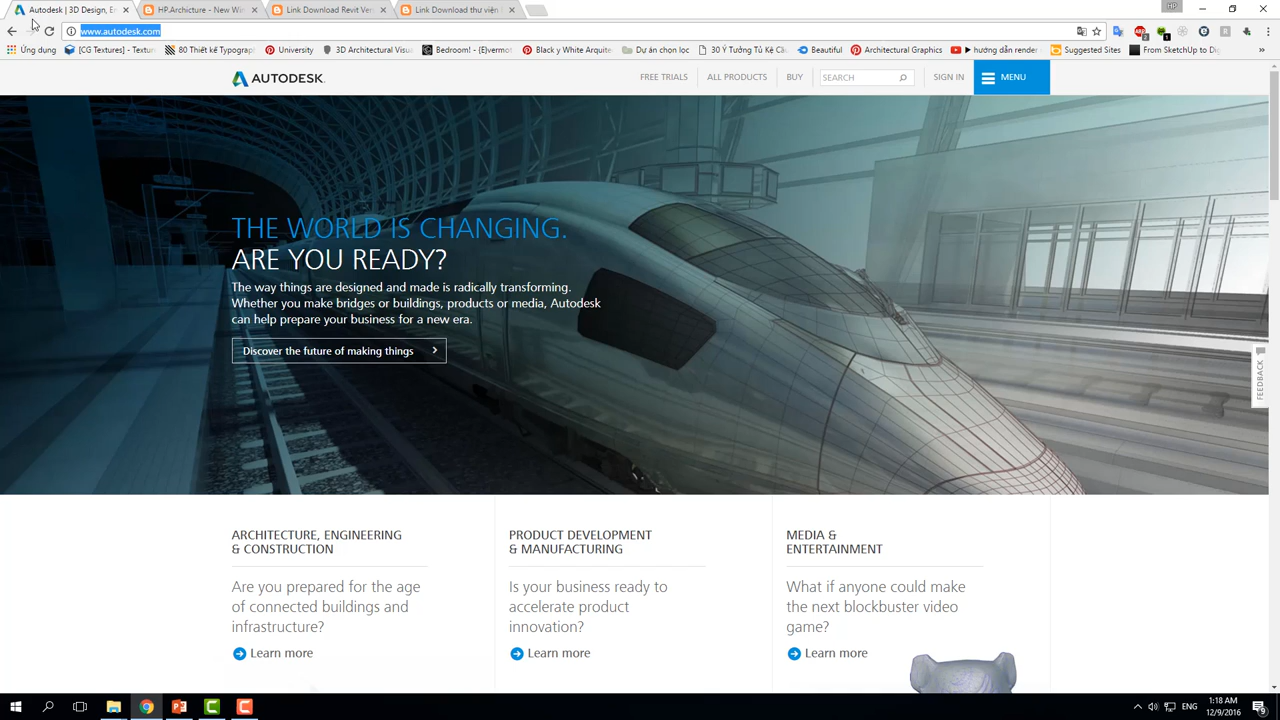 Autodesk | 3D Design, E
HP.Archicture - New Win
Link Download Revit Ver
Link Download thư viện
HP
www.autodesk.com
Ứng dụng
[CG Textures] - Textur
80 Thiết kế Typograp
University
3D Architectural Visua
Bedroom! - (Evermot
Black y White Arquite
Dự án chọn lọc
30 Ý Tưởng Tủ Kệ Cầ
Beautiful
Architectural Graphics
hướng dẫn render
Suggested Sites
From SketchUp to Dig
AUTODESK.
FREE TRIALS
ALL PRODUCTS
BUY
SEARCH
SIGN IN
MENU
THE WORLD IS CHANGING.
ARE YOU READY?
The way things are designed and made is radically transforming.
Whether you make bridges or buildings, products or media, Autodesk
can help prepare your business for a new era.
Discover the future of making things
FEEDBACK
ARCHITECTURE, ENGINEERING
& CONSTRUCTION
Are you prepared for the age
of connected buildings and
infrastructure?
Learn more
PRODUCT DEVELOPMENT
& MANUFACTURING
Is your business ready to
accelerate product
innovation?
Learn more
MEDIA &
ENTERTAINMENT
What if anyone could make
the next blockbuster video
game?
Learn more
ENG
1:18 AM
12/9/2016